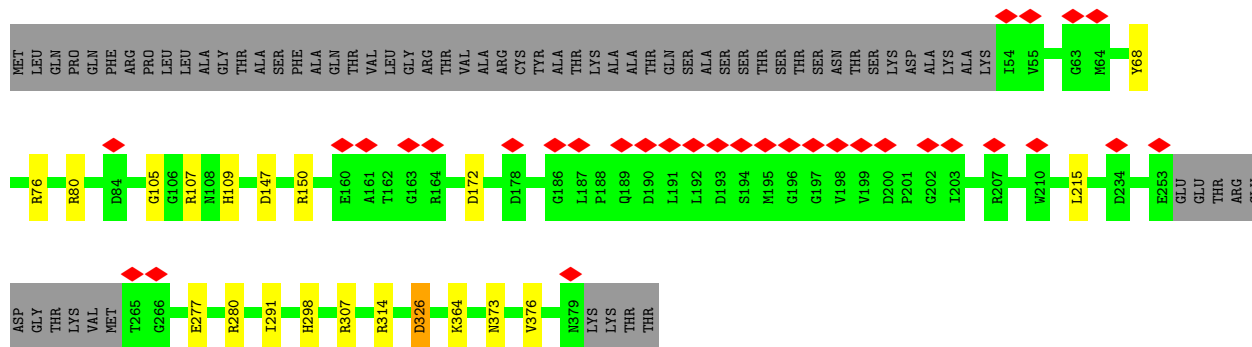 MET LEU GLN PRO GLN PHE ARG PRO LEU LEU ALA GLY THR ALA SER PHE ALA GLN THR VAL LEU GLY ARG THR VAL ALA ARG CYS TYR ALA THR LYS ALA ALA THR GLN SER ALA SER SER THR SER THR SER ASN THR SER LYS ASP ALA LYS ALA LYS I54 V55 G63 M64 Y68
R76 R80 D84 G105 G106 R107 N108 H109 D147 R150 E160 A161 T162 G163 R164 D172 D178 G186 L187 P188 Q189 D190 L191 L192 D193 S194 M195 G196 G197 V198 V199 D200 P201 G202 I203 R207 W210 L215 D234 E253 GLU GLU THR ARG
ASP GLY THR LYS VAL MET T265 G266 E277 R280 I291 H298 R307 R314 D326 K364 N373 V376 N379 LYS LYS THR THR